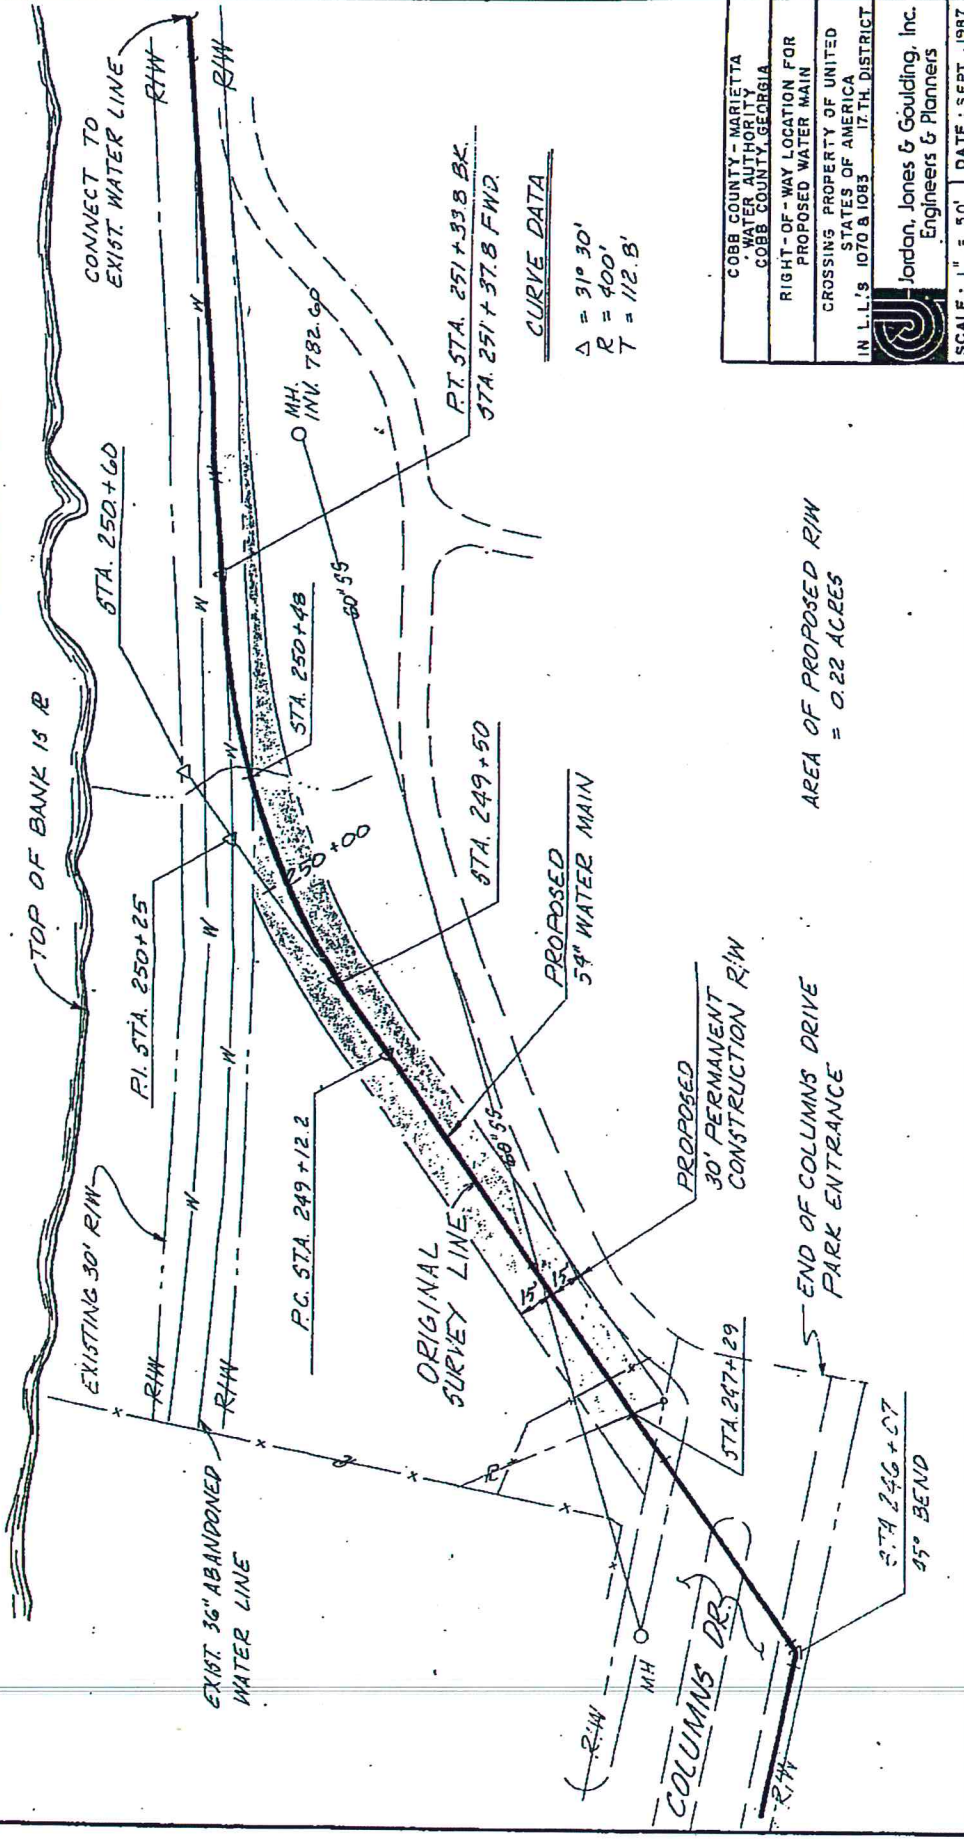 TOP OF BANK IS ℞
CONNECT TO
EXIST. WATER LINE
R/W
R/W
STA. 250+60
P.I. STA. 250+25
EXISTING 30' R/W
R/W
R/W
W
W
W
W
W
W
W
EXIST. 36" ABANDONED
WATER LINE
MH.
INV. 782.60
STA. 250+48
60" SS
250+00
P.C. STA. 249+12.2
STA. 249+50
P.T. STA. 251+33.8 BK.
STA. 251+37.8 FWD.
CURVE DATA
Δ = 31° 30'
R = 400'
T = 112.8'
ORIGINAL
SURVEY LINE
60" SS
PROPOSED
54" WATER MAIN
15'
15'
PROPOSED
30' PERMANENT
CONSTRUCTION R/W
AREA OF PROPOSED R/W
= 0.22 ACRES
STA. 247+29
END OF COLUMNS DRIVE
PARK ENTRANCE
MH
R/W
COLUMNS DR.
R/W
STA 246+07
BEND
COBB COUNTY - MARIETTA
WATER AUTHORITY
COBB COUNTY, GEORGIA
RIGHT-OF-WAY LOCATION FOR
PROPOSED WATER MAIN
CROSSING PROPERTY OF UNITED
STATES OF AMERICA
IN L.L.'s 1070 & 1083 17.TH. DISTRICT
Jordan, Jones & Goulding, Inc.
Engineers & Planners
SCALE: 1" = 50' DATE: SEPT. 1987